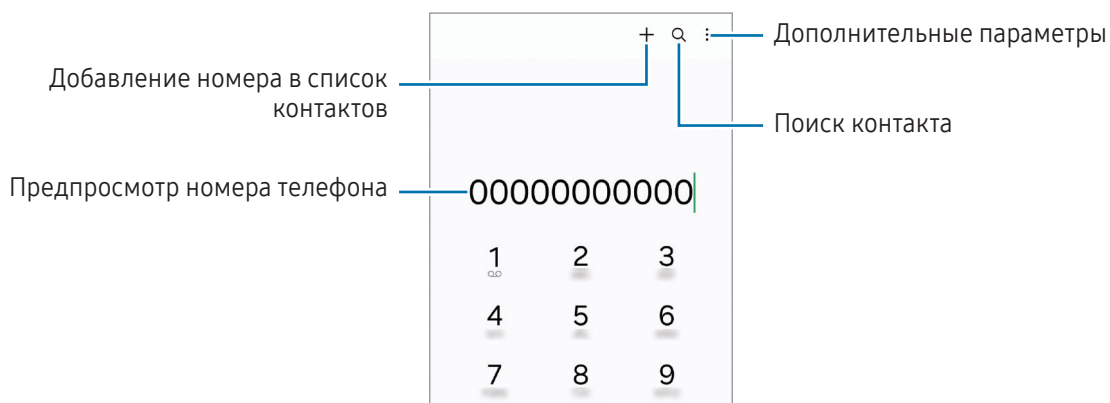 Дополнительные параметры
Добавление номера в список
контактов
Поиск контакта
Предпросмотр номера телефона
00000000000
1 2 3
4 5 6
7 8 9